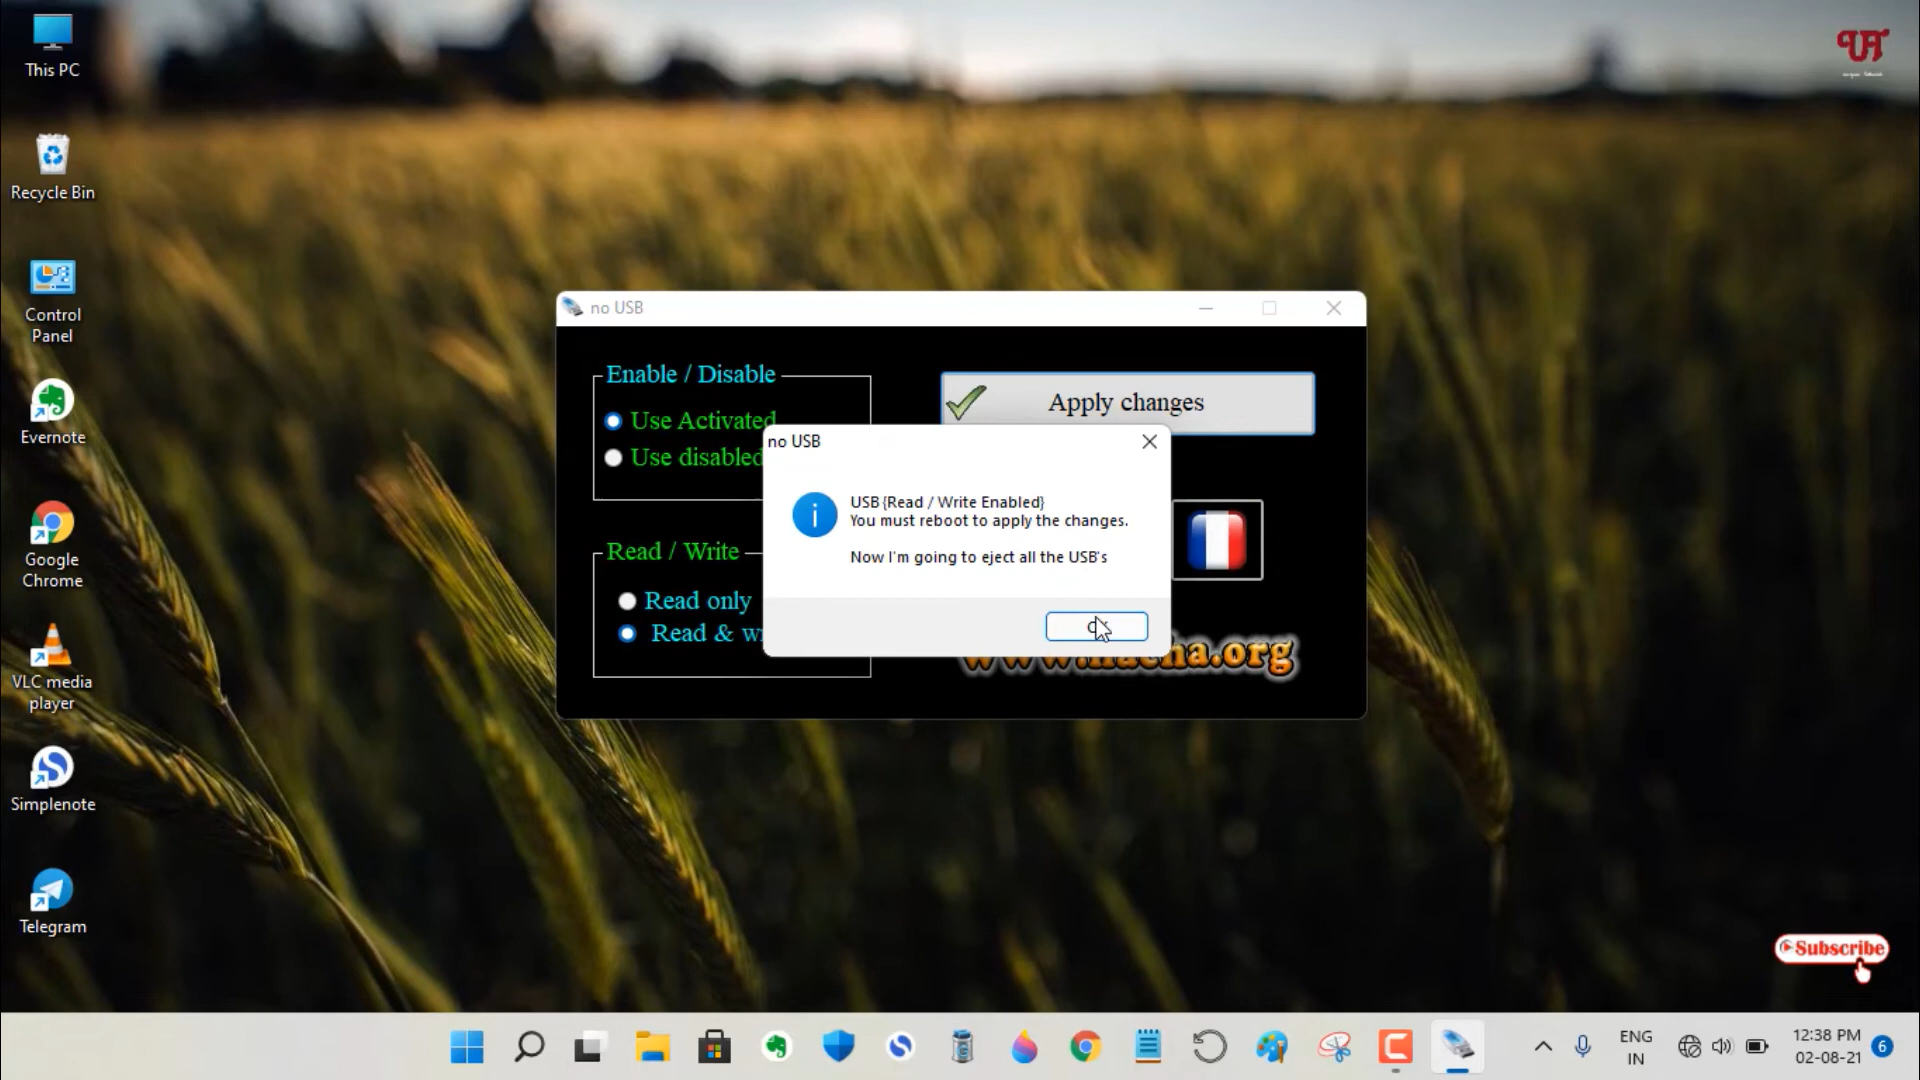 This PC
Recycle Bin
Control
Panel
Evernote
Google
Chrome
VLC media
player
Simplenote
Telegram
no USB
Enable / Disable
Use Activated
Use disabled
Apply changes
Read / Write
Read only
Read &
no USB
USB {Read / Write Enabled}
You must reboot to apply the changes.
Now I'm going to eject all the USB's
Subscribe
ENG
IN
12:38 PM
02-08-21
6